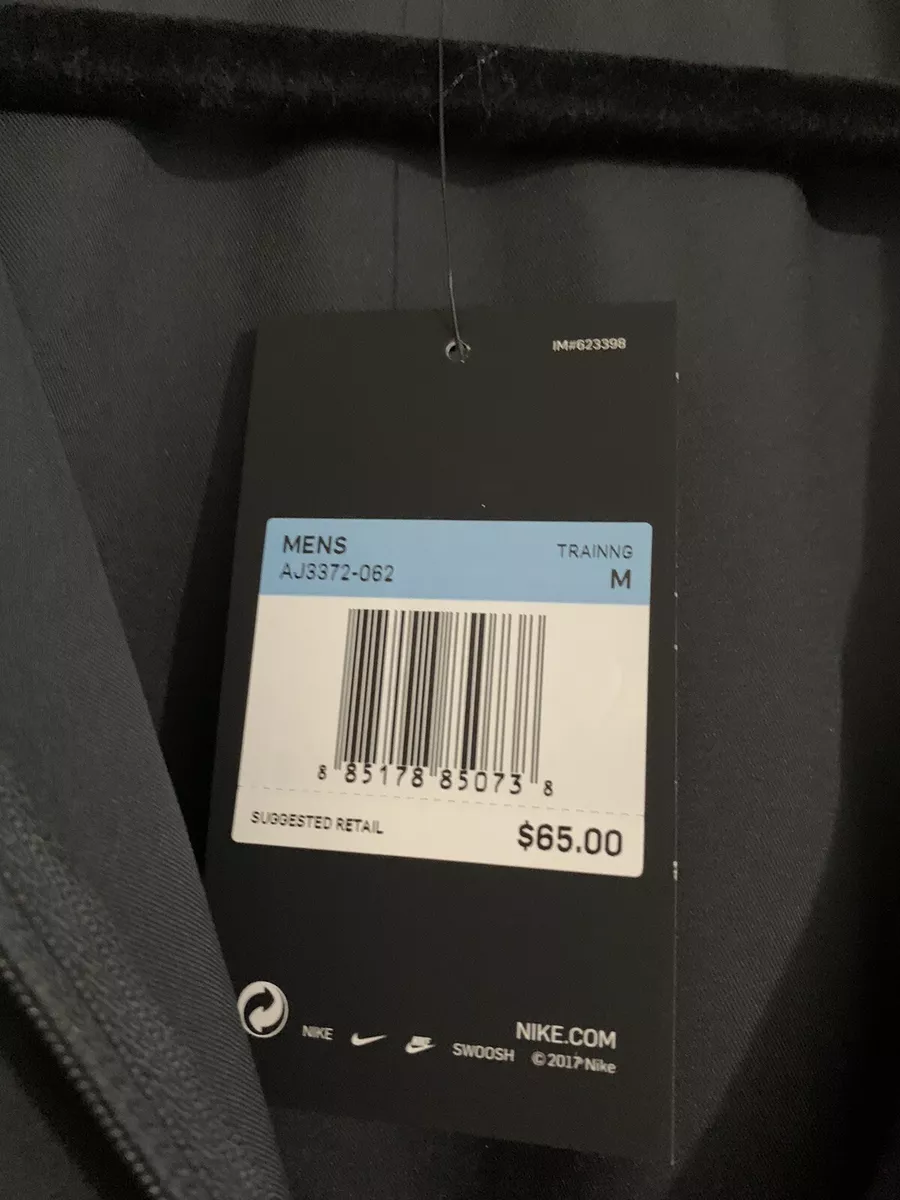 IM#623398
MENS
AJ3372-062
TRAINNG
M
8 85178 85073 8
SUGGESTED RETAIL
$65.00
NIKE
NIKE
SWOOSH
NIKE.COM
©2017 Nike